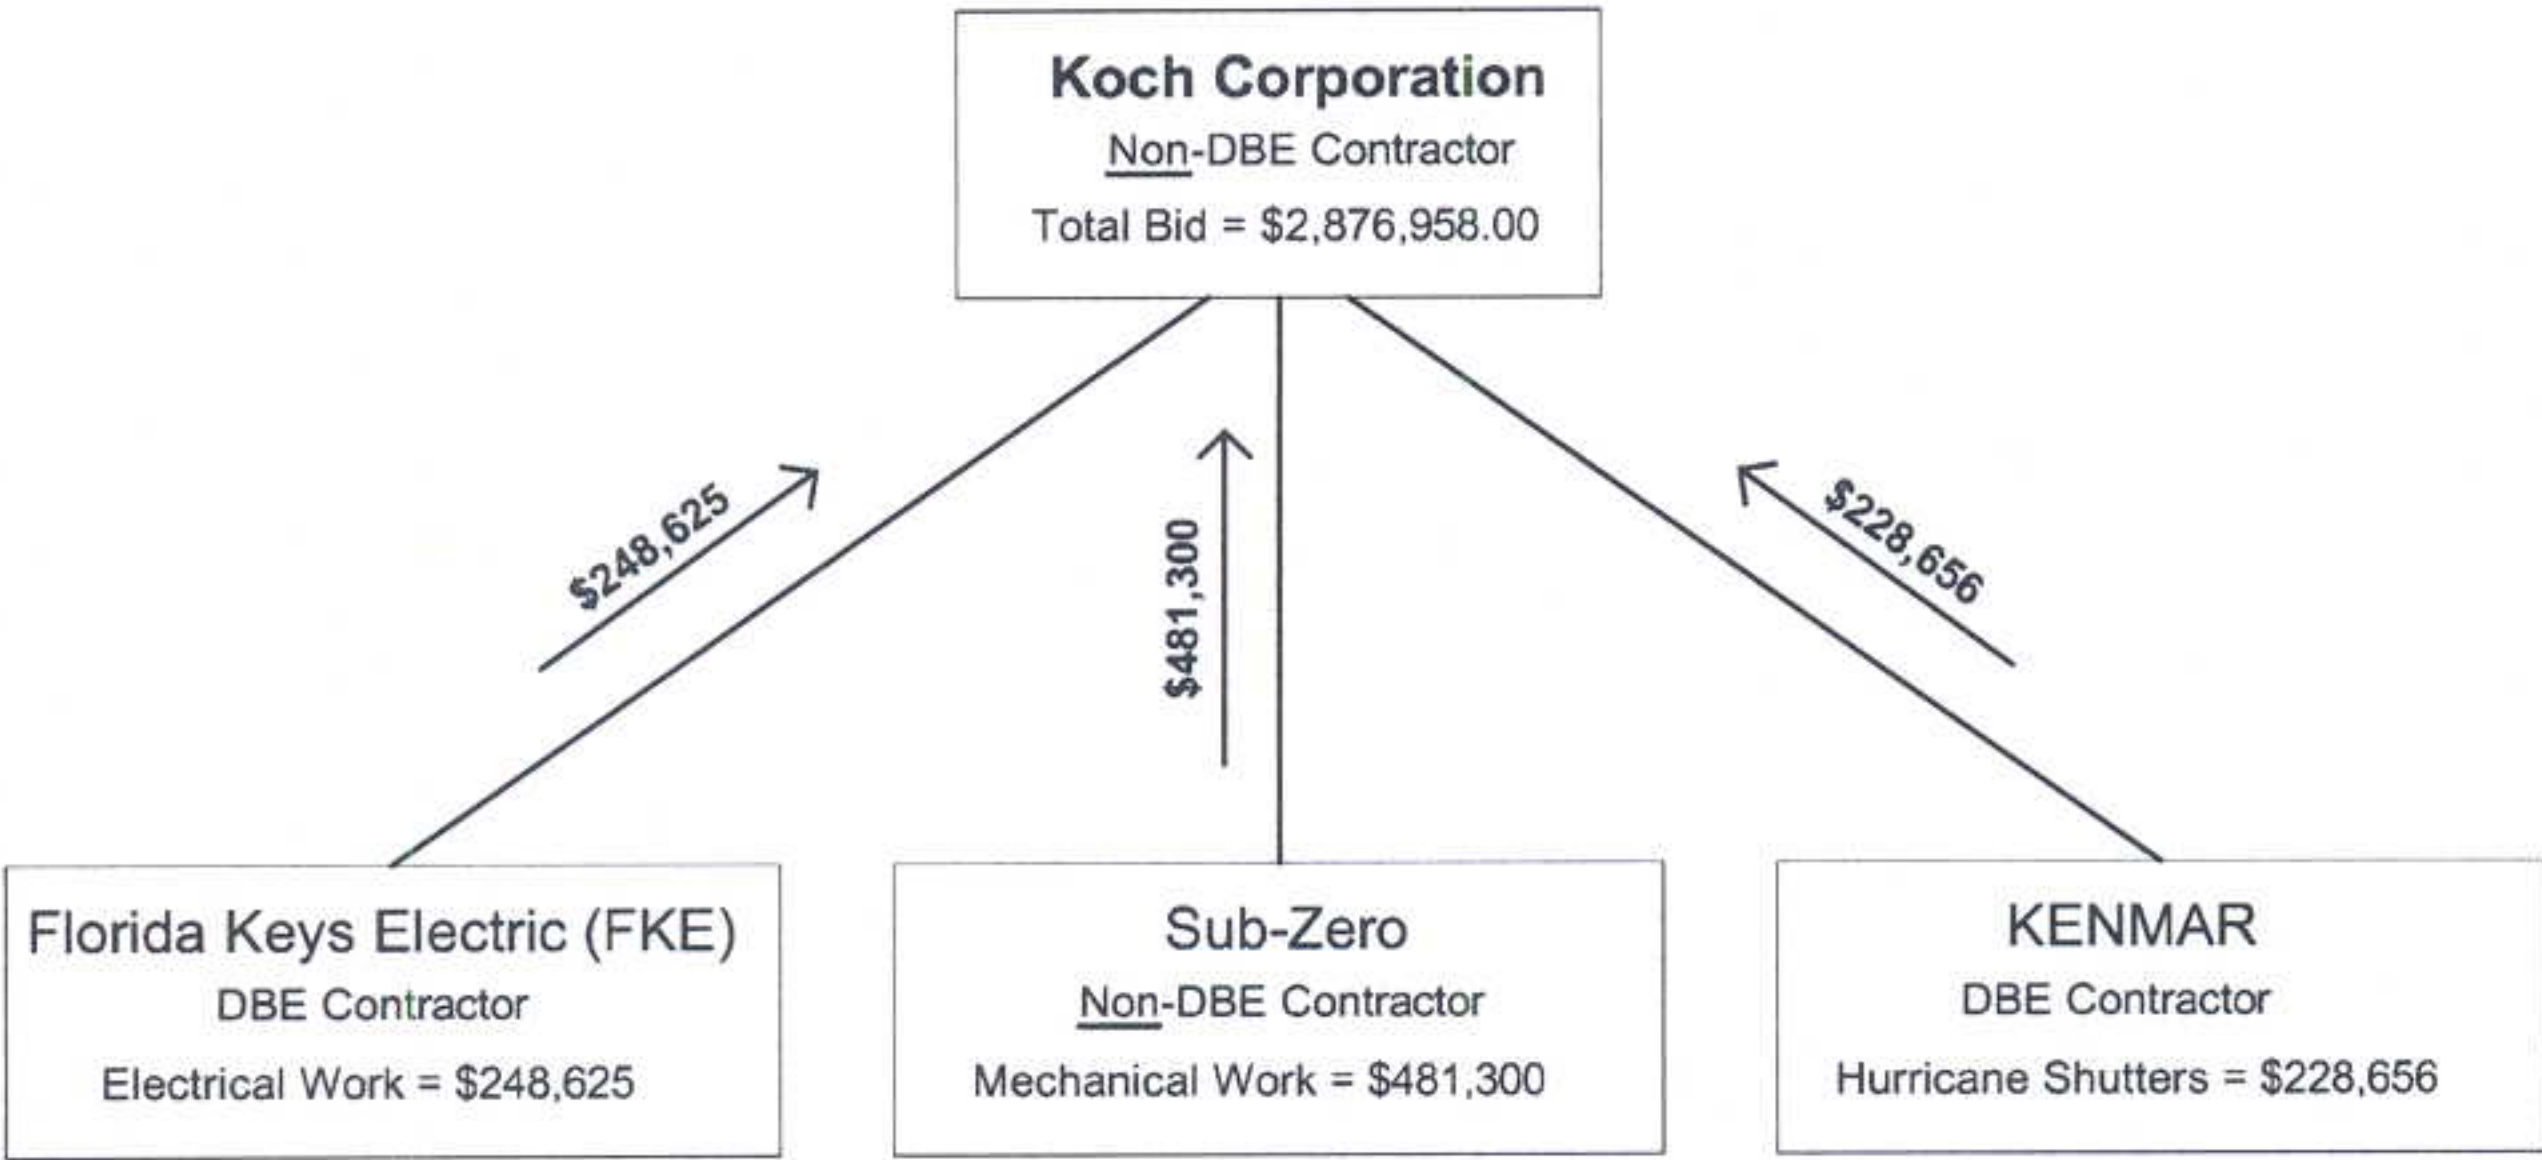 Koch Corporation
Non-DBE Contractor
Total Bid = $2,876,958.00
$248,625
$481,300
$228,656
Florida Keys Electric (FKE)
DBE Contractor
Electrical Work = $248,625
Sub-Zero
Non-DBE Contractor
Mechanical Work = $481,300
KENMAR
DBE Contractor
Hurricane Shutters = $228,656